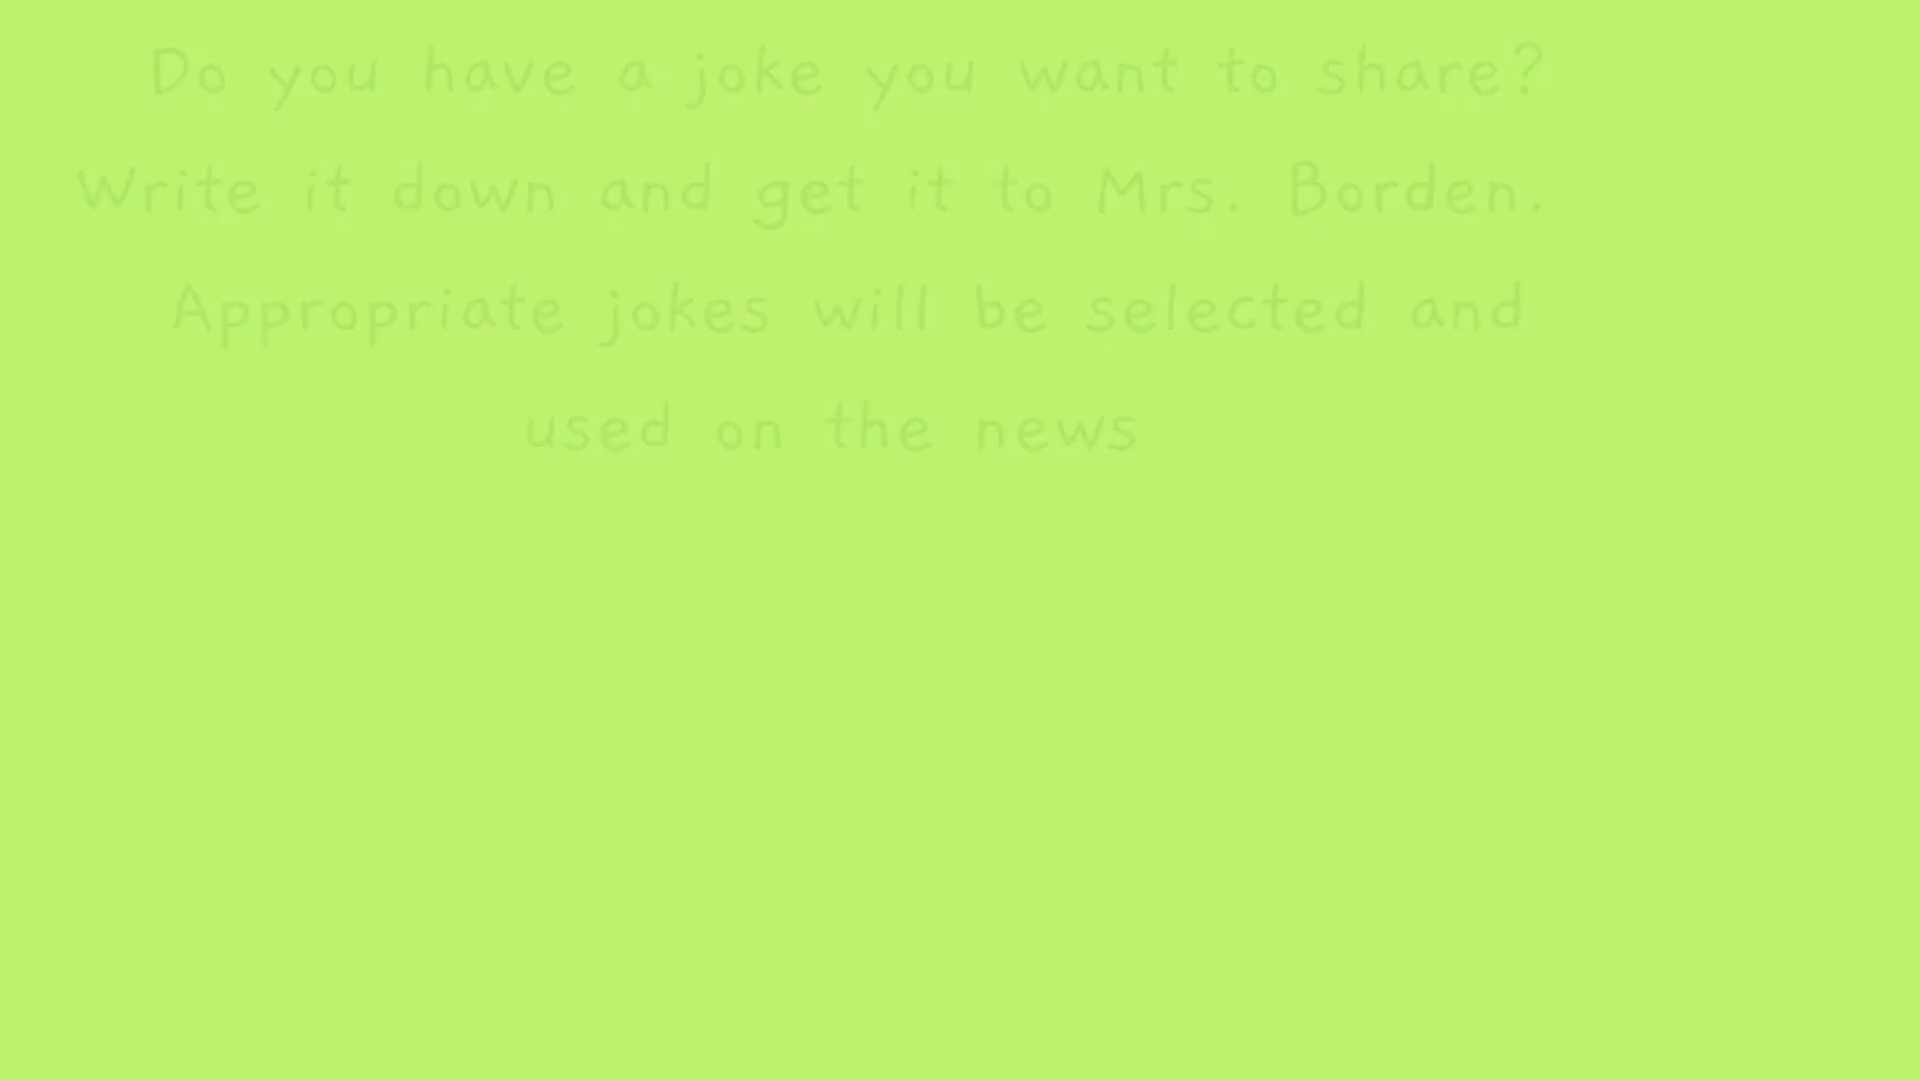 Do you have a joke you want to share?
Write it down and get it to Mrs. Borden.
Appropriate jokes will be selected and
used on the news